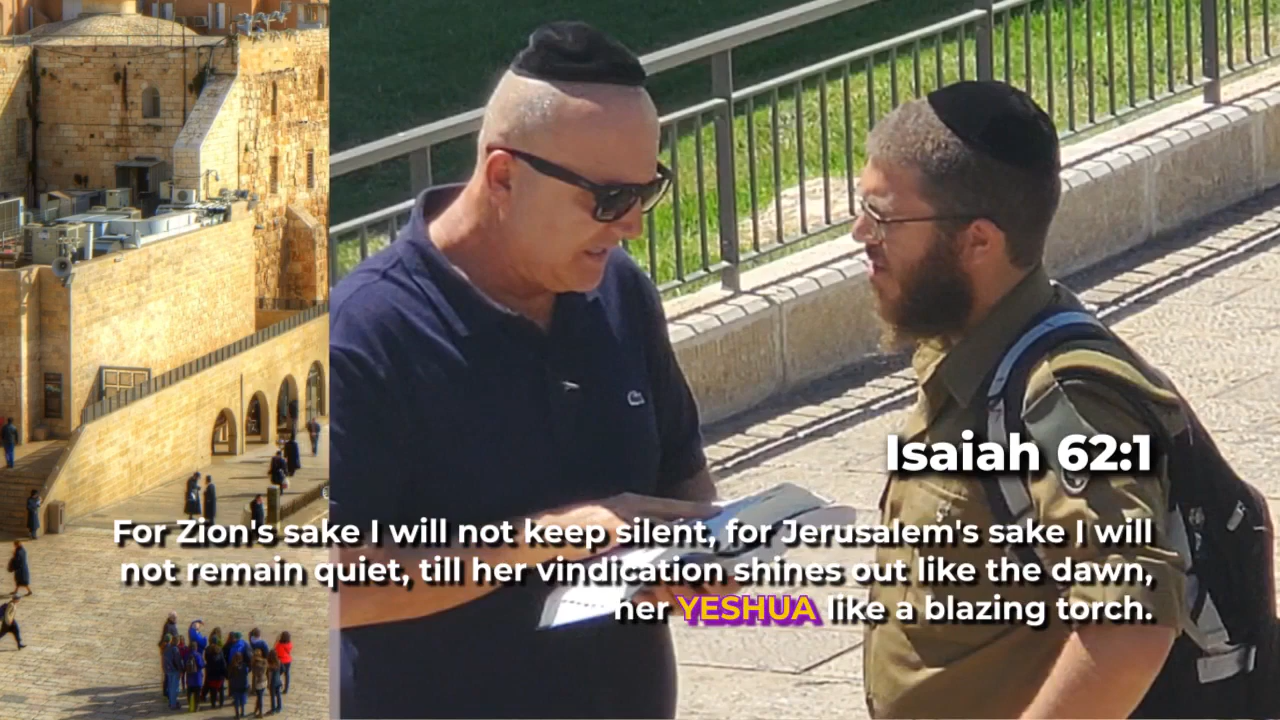 Isaiah 62:1
For Zion's sake I will not keep silent, for Jerusalem's sake I will
not remain quiet, till her vindication shines out like the dawn,
her YESHUA like a blazing torch.